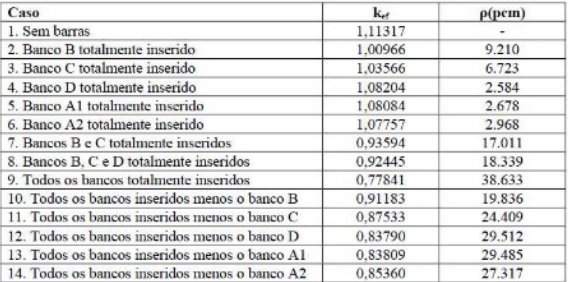 Caso k_ef ρ(pcm)
1. Sem barras 1,11317 -
2. Banco B totalmente inserido 1,00966 9.210
3. Banco C totalmente inserido 1,03566 6.723
4. Banco D totalmente inserido 1,08204 2.584
5. Banco A1 totalmente inserido 1,08084 2.678
6. Banco A2 totalmente inserido 1,07757 2.968
7. Bancos B e C totalmente inseridos 0,93594 17.011
8. Bancos B, C e D totalmente inseridos 0,92445 18.339
9. Todos os bancos totalmente inseridos 0,77841 38.633
10. Todos os bancos inseridos menos o banco B 0,91183 19.836
11. Todos os bancos inseridos menos o banco C 0,87533 24.409
12. Todos os bancos inseridos menos o banco D 0,83790 29.512
13. Todos os bancos inseridos menos o banco A1 0,83809 29.485
14. Todos os bancos inseridos menos o banco A2 0,85360 27.317